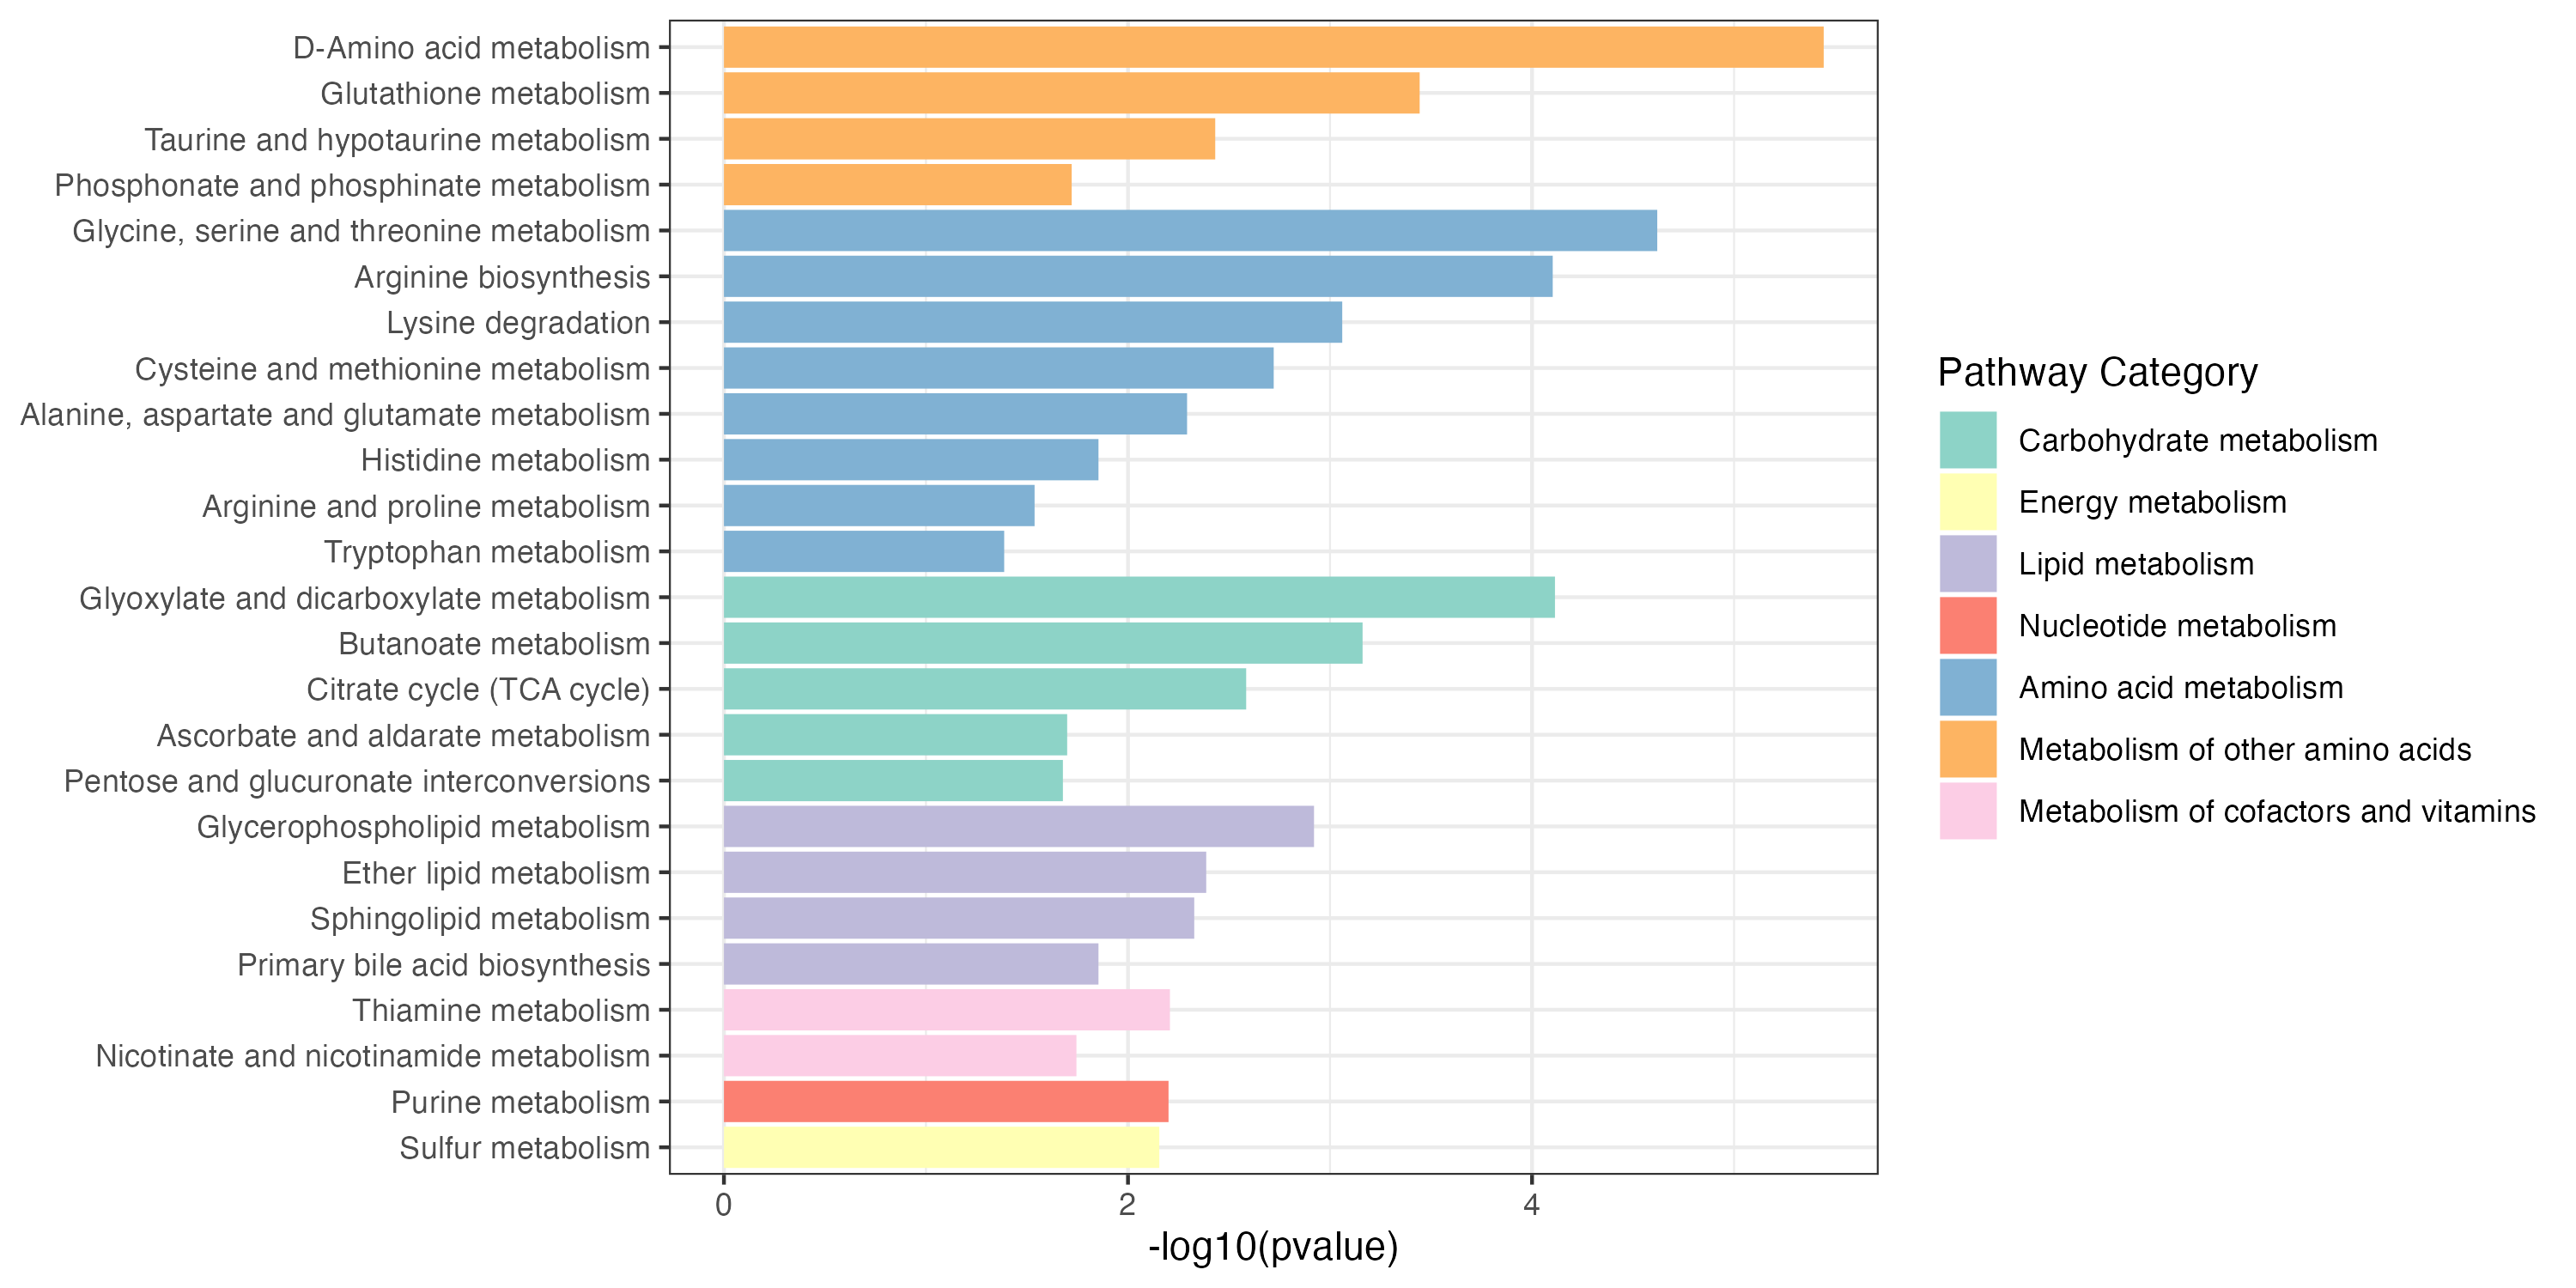 D-Amino acid metabolism
Glutathione metabolism
Taurine and hypotaurine metabolism
Phosphonate and phosphinate metabolism
Glycine, serine and threonine metabolism
Arginine biosynthesis
Lysine degradation
Cysteine and methionine metabolism
Alanine, aspartate and glutamate metabolism
Histidine metabolism
Arginine and proline metabolism
Tryptophan metabolism
Glyoxylate and dicarboxylate metabolism
Butanoate metabolism
Citrate cycle (TCA cycle)
Ascorbate and aldarate metabolism
Pentose and glucuronate interconversions
Glycerophospholipid metabolism
Ether lipid metabolism
Sphingolipid metabolism
Primary bile acid biosynthesis
Thiamine metabolism
Nicotinate and nicotinamide metabolism
Purine metabolism
Sulfur metabolism
0 2 4
-log10(pvalue)
Pathway Category
Carbohydrate metabolism
Energy metabolism
Lipid metabolism
Nucleotide metabolism
Amino acid metabolism
Metabolism of other amino acids
Metabolism of cofactors and vitamins